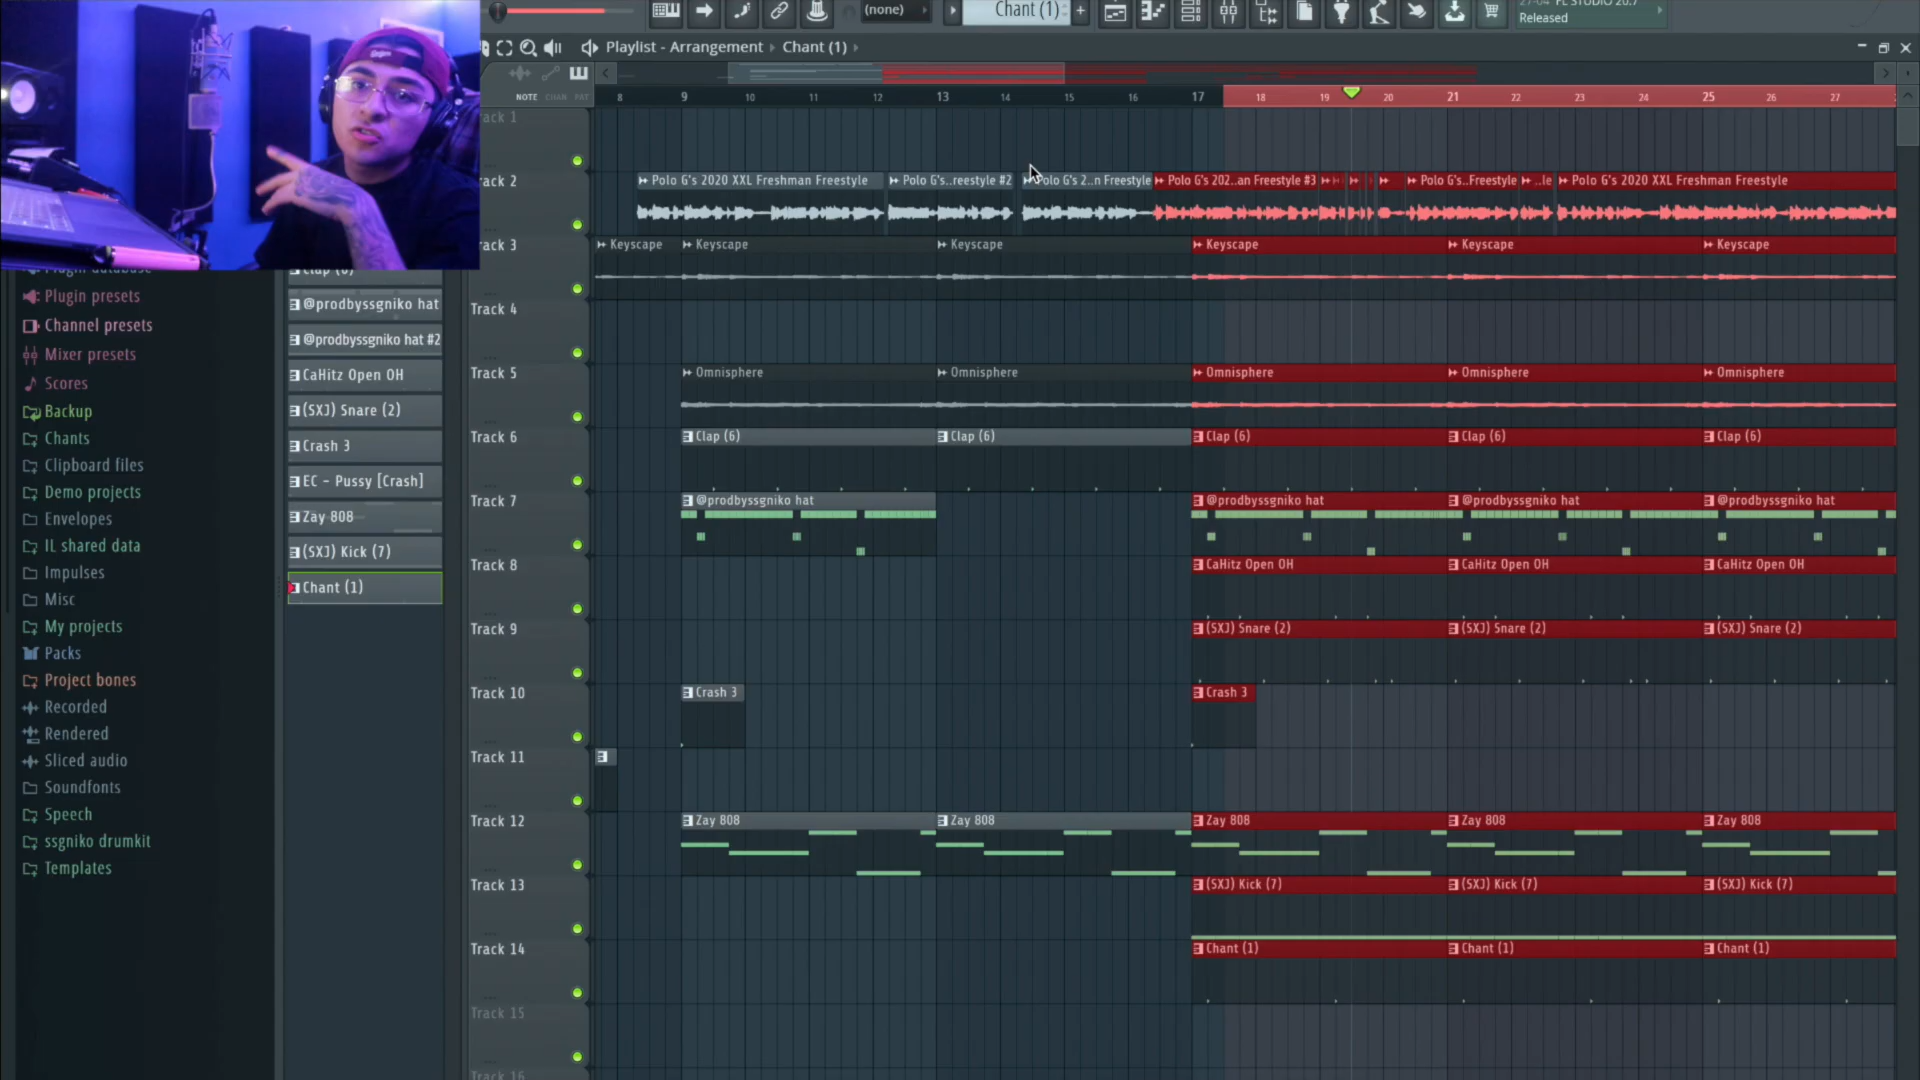 (none)
Chant (1)
Released
Playlist - Arrangement
Chant (1)
NOTE CHAN PAT
8 9 10 11 12 13 14 15 16 17 18 19 20 21 22 23 24 25 26 27
rack 1
rack 2
Polo G's 2020 XXL Freshman Freestyle
Polo G's..reestyle #2
olo G's 2..n Freestyle
Polo G's 202..an Freestyle #3
Polo G's..Freestyle
..le
Polo G's 2020 XXL Freshman Freestyle
rack 3
Keyscape Keyscape Keyscape Keyscape Keyscape Keyscape
Track 4
Track 5
Omnisphere Omnisphere Omnisphere Omnisphere Omnisphere
Track 6
Clap (6) Clap (6) Clap (6) Clap (6) Clap (6)
Track 7
@prodbyssgniko hat @prodbyssgniko hat @prodbyssgniko hat @prodbyssgniko hat
Track 8
CaHitz Open OH CaHitz Open OH CaHitz Open OH
Track 9
(SXJ) Snare (2) (SXJ) Snare (2) (SXJ) Snare (2)
Track 10
Crash 3 Crash 3
Track 11
Track 12
Zay 808 Zay 808 Zay 808 Zay 808 Zay 808
Track 13
(SXJ) Kick (7) (SXJ) Kick (7) (SXJ) Kick (7)
Track 14
Chant (1) Chant (1) Chant (1)
Track 15
Track 16
Plugin presets
Channel presets
Mixer presets
Scores
Backup
Chants
Clipboard files
Demo projects
Envelopes
IL shared data
Impulses
Misc
My projects
Packs
Project bones
Recorded
Rendered
Sliced audio
Soundfonts
Speech
ssgniko drumkit
Templates
@prodbyssgniko hat
@prodbyssgniko hat #2
CaHitz Open OH
(SXJ) Snare (2)
Crash 3
EC - Pussy [Crash]
Zay 808
(SXJ) Kick (7)
Chant (1)